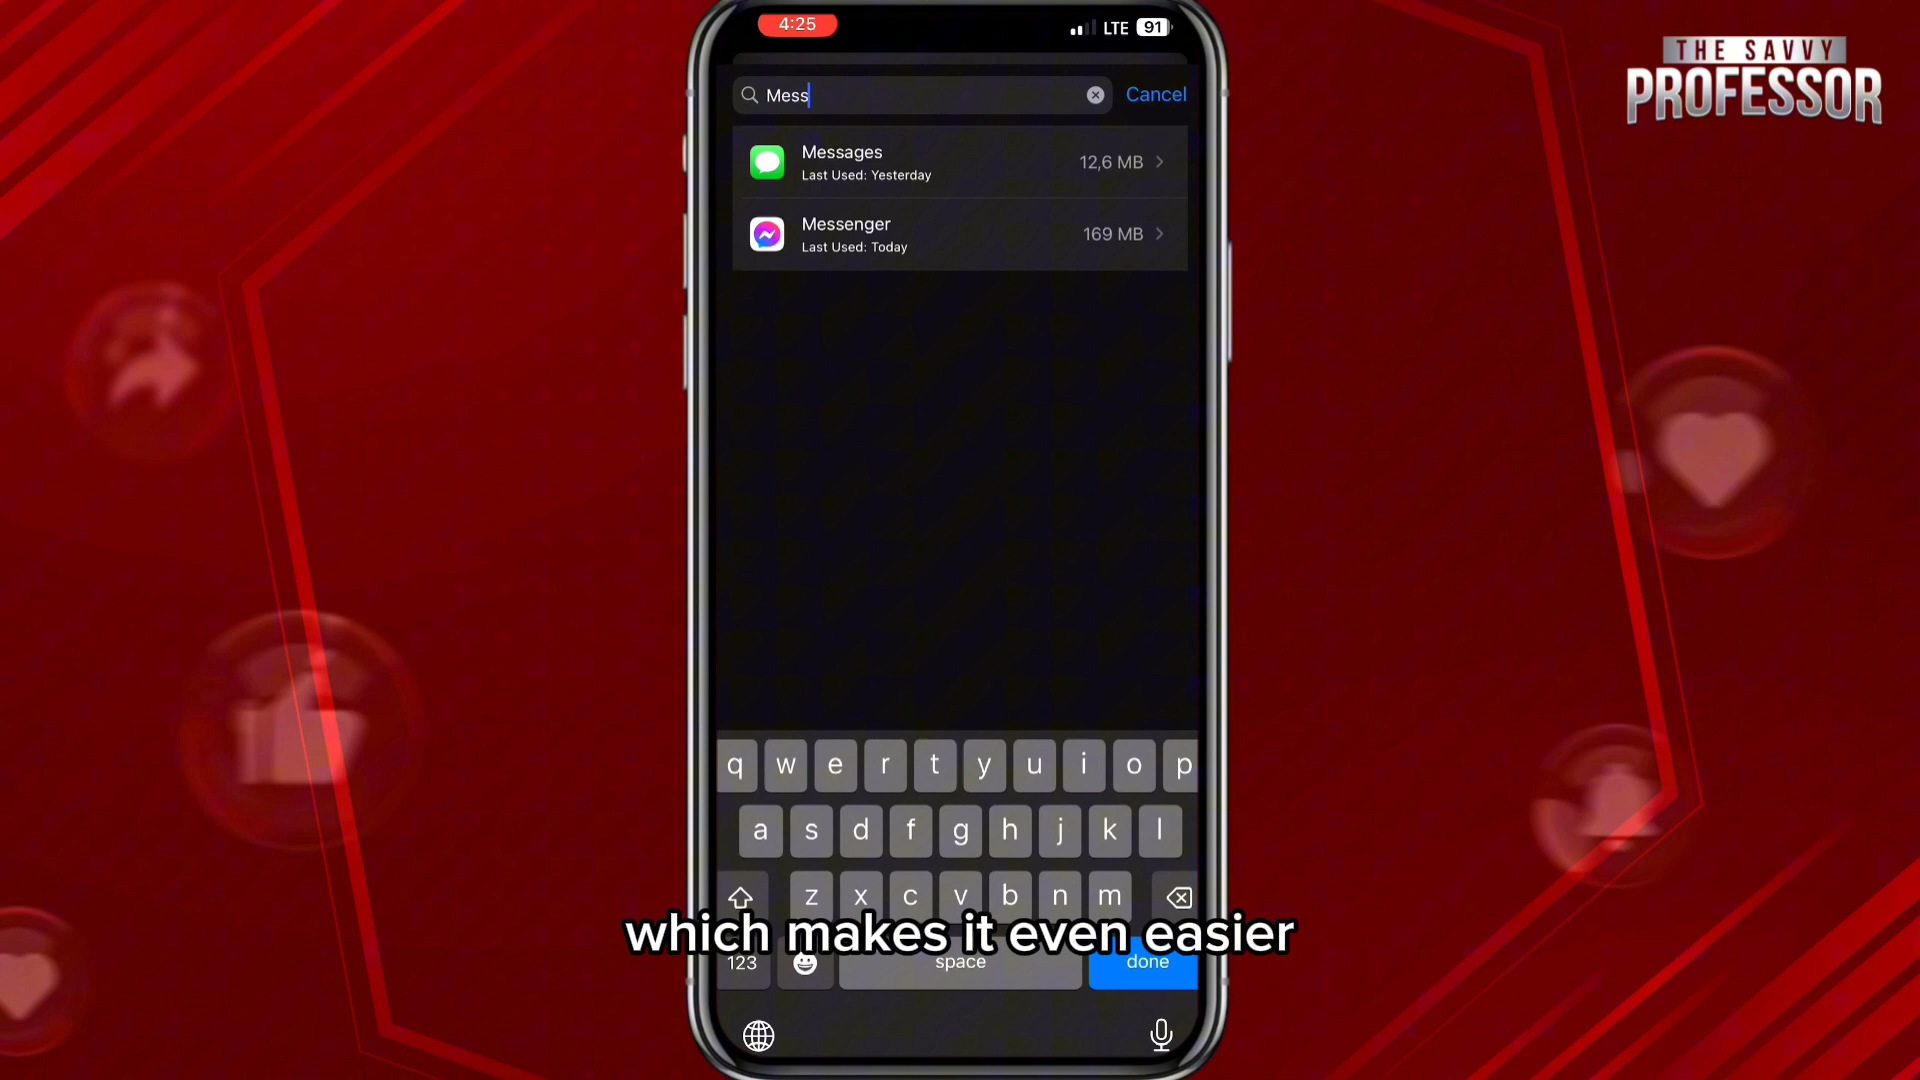 4:25
LTE 91
THE SAVVY
PROFESSOR
Mess
Cancel
Messages
Last Used: Yesterday
12,6 MB
Messenger
Last Used: Today
169 MB
q w e r t y u i o p
a s d f g h j k l
z x c v b n m
which makes it even easier
123
space
done